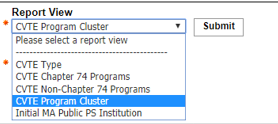 Report View
* CVTE Program Cluster Submit
Please select a report view
----------------------------------------
* CVTE Type
CVTE Chapter 74 Programs
CVTE Non-Chapter 74 Programs
CVTE Program Cluster
Initial MA Public PS Institution